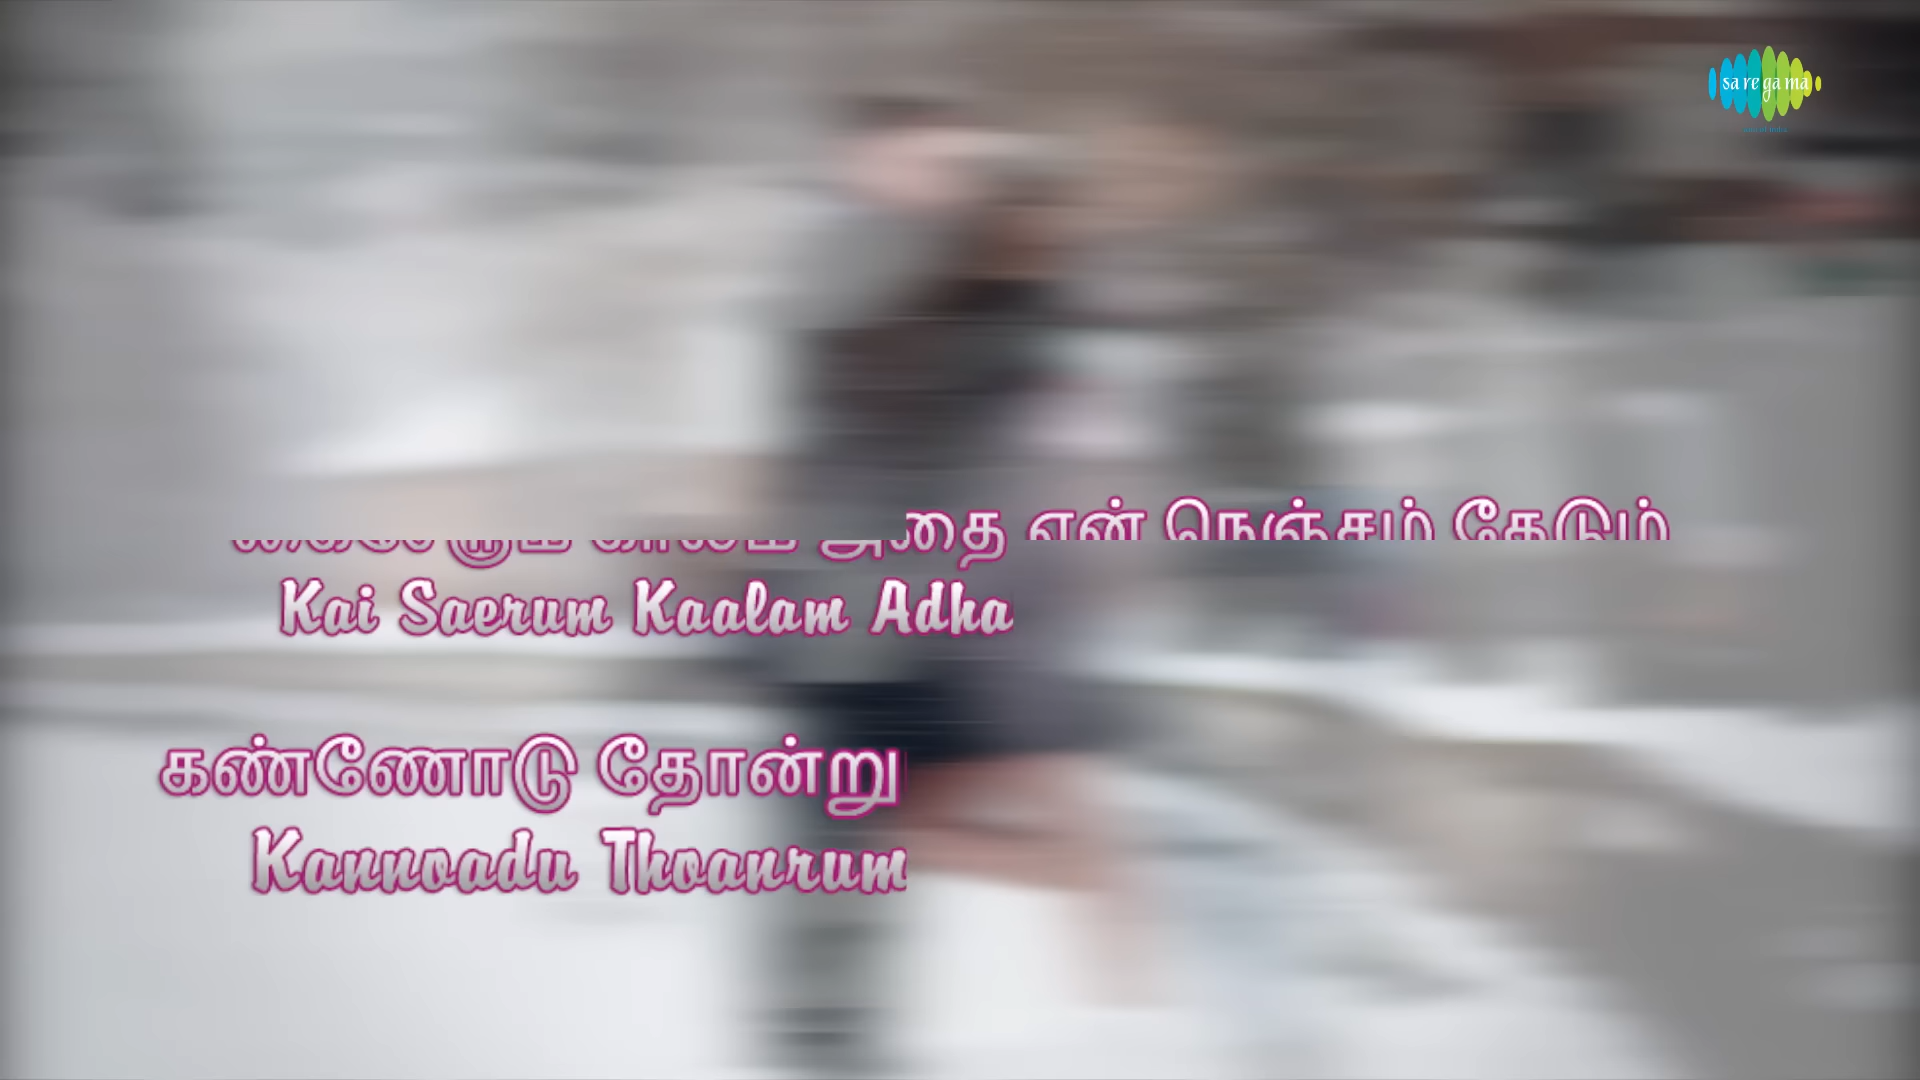 saregama
அதை என் நெஞ்சம் தேடும்
Kai Saerum Kaalam Adha
கண்ணோடு தோன்று
Kannoadu Thoanrum